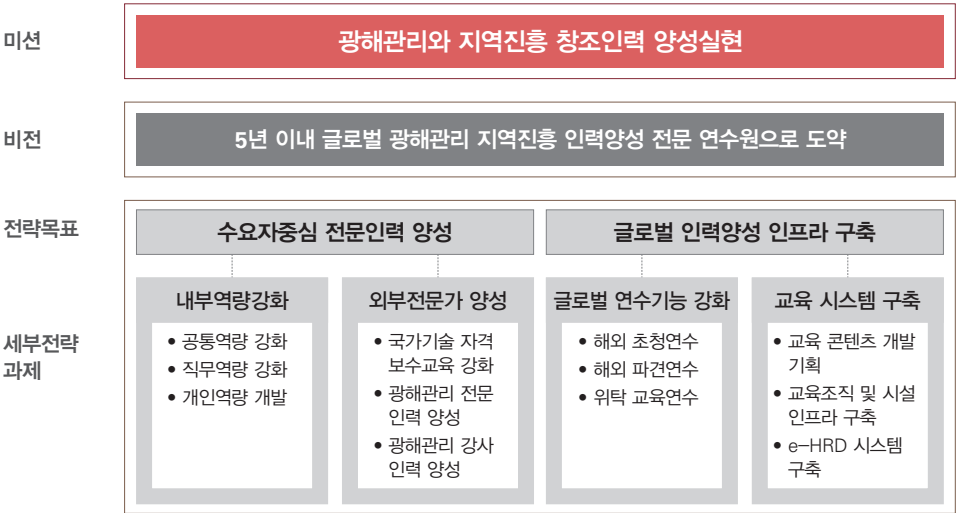 미션
광해관리와 지역진흥 창조인력 양성실현
비전
5년 이내 글로벌 광해관리 지역진흥 인력양성 전문 연수원으로 도약
전략목표
수요자중심 전문인력 양성
글로벌 인력양성 인프라 구축
세부전략
과제
내부역량강화
• 공통역량 강화
• 직무역량 강화
• 개인역량 개발
외부전문가 양성
• 국가기술 자격
보수교육 강화
• 광해관리 전문
인력 양성
• 광해관리 강사
인력 양성
글로벌 연수기능 강화
• 해외 초청연수
• 해외 파견연수
• 위탁 교육연수
교육 시스템 구축
• 교육 콘텐츠 개발
기획
• 교육조직 및 시설
인프라 구축
• e-HRD 시스템
구축